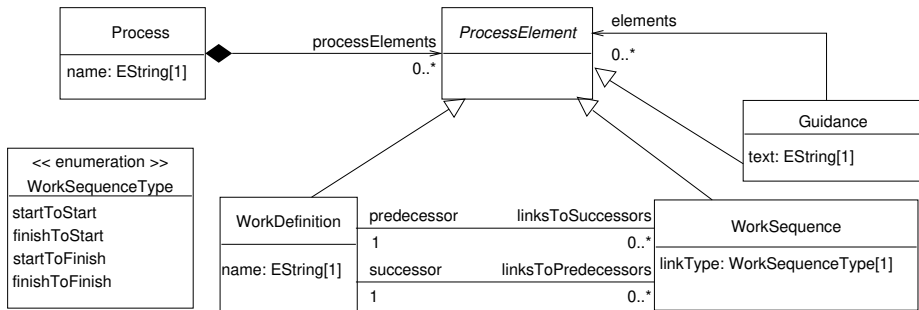 Process
name: EString[1]
processElements
0..*
ProcessElement
elements
0..*
Guidance
text: EString[1]
<< enumeration >>
WorkSequenceType
startToStart
finishToStart
startToFinish
finishToFinish
WorkDefinition
name: EString[1]
predecessor
linksToSuccessors
1
0..*
successor
linksToPredecessors
1
0..*
WorkSequence
linkType: WorkSequenceType[1]